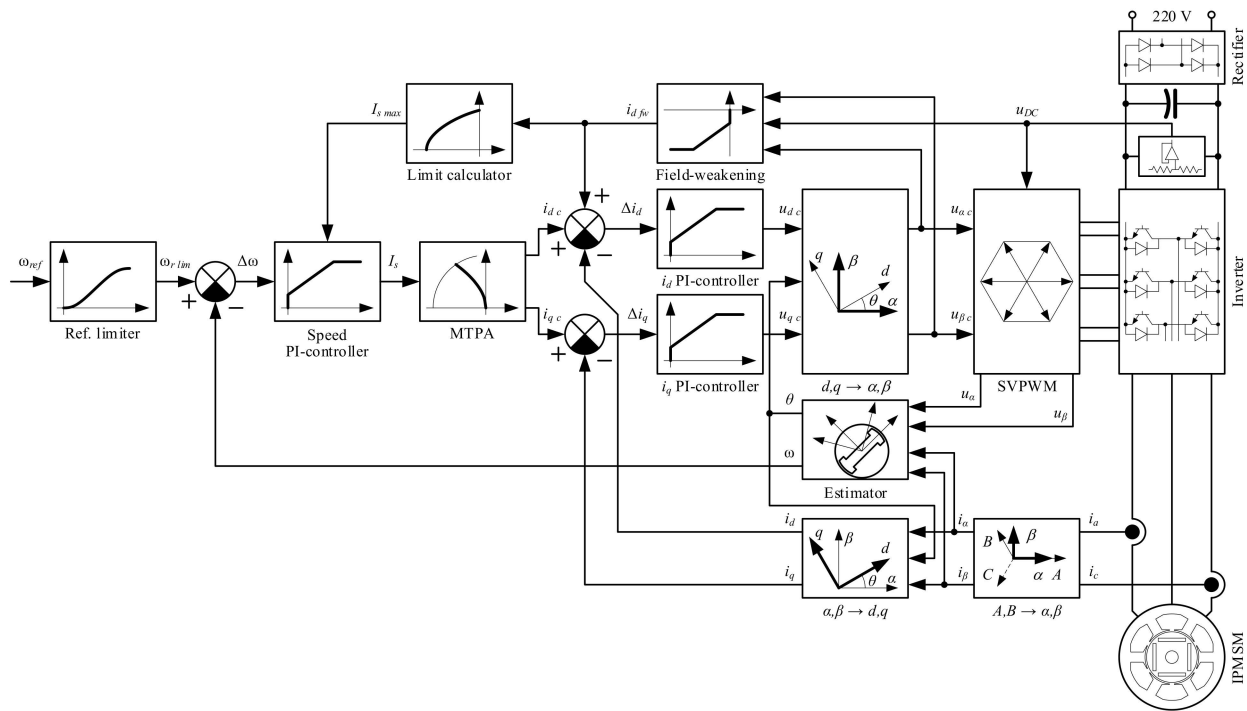 220 V
Rectifier
I_s max
i_d fw
u_DC
Limit calculator
Field-weakening
+
i_d c
Δi_d
u_d c
u_α c
+
−
ω_ref
ω_r lim
Δω
I_s
q
β
d
θ
α
i_d PI-controller
Inverter
+
−
Ref. limiter
Speed
PI-controller
MTPA
i_q c
Δi_q
u_q c
u_β c
+
−
i_q PI-controller
d,q → α,β
SVPWM
θ
u_α
u_β
ω
Estimator
i_d
q
β
d
θ
α
i_α
B
β
C
α
A
i_a
i_q
i_β
i_c
α,β → d,q
A,B → α,β
IPMSM